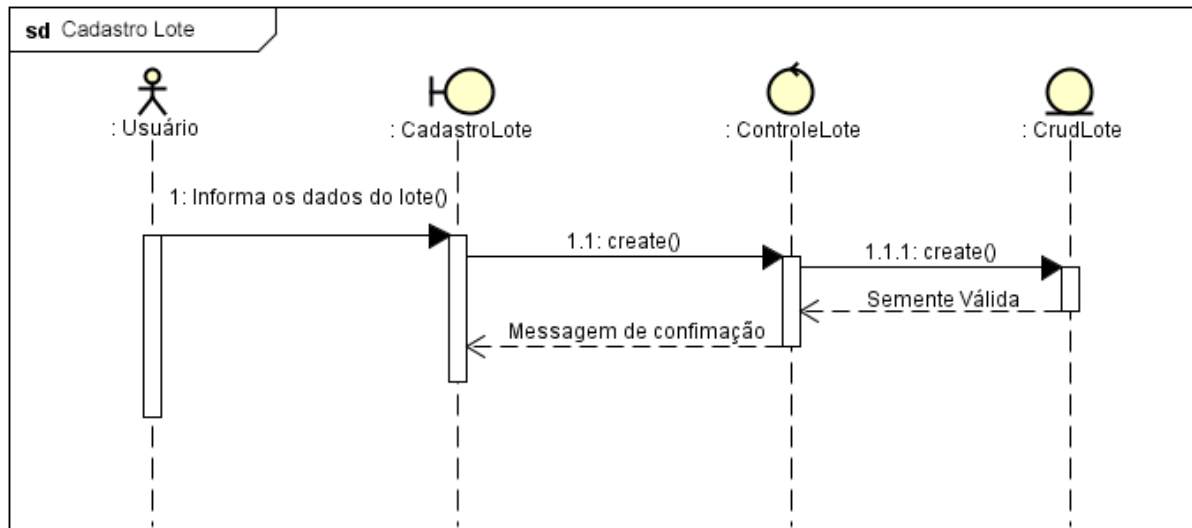 sd Cadastro Lote
: Usuário
: CadastroLote
: ControleLote
: CrudLote
1: Informa os dados do lote()
1.1: create()
1.1.1: create()
Semente Válida
Messagem de confimação